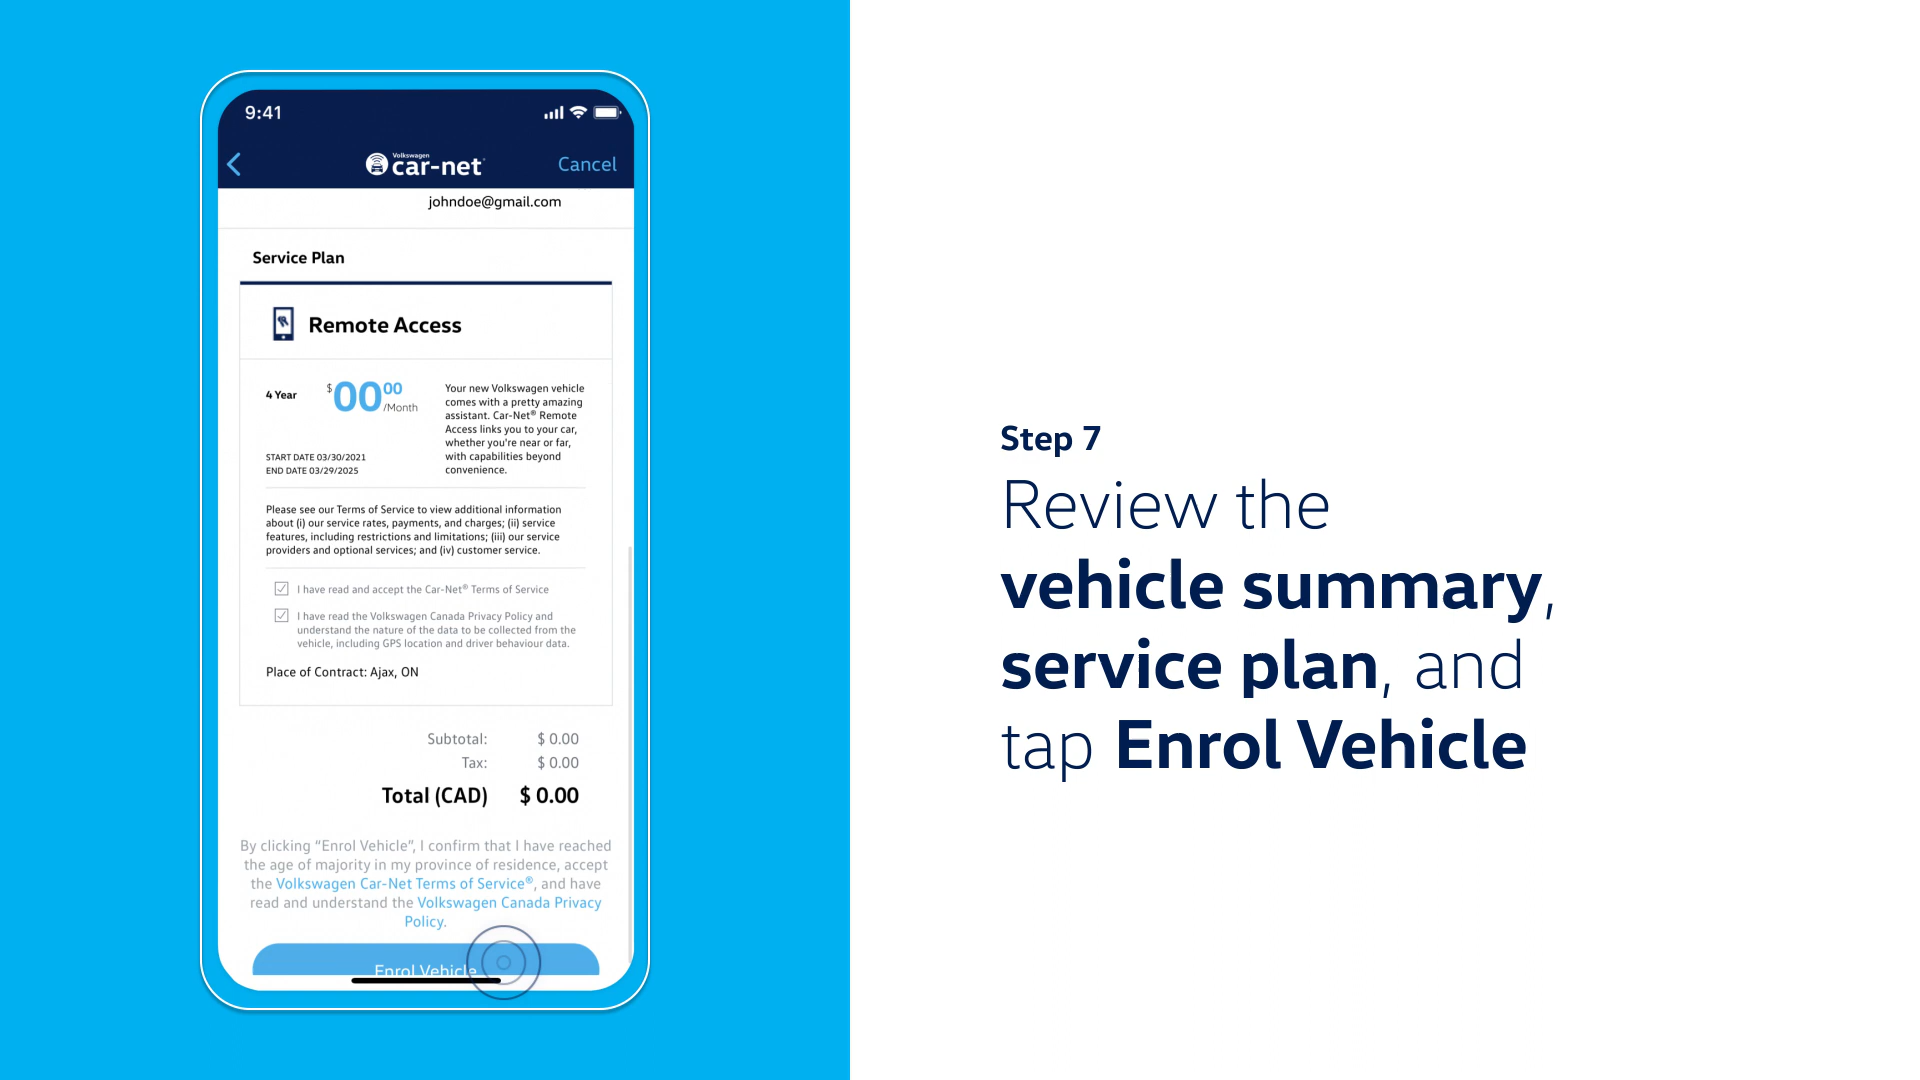 9:41
Volkswagen
car-net
Cancel
johndoe@gmail.com
Service Plan
Remote Access
4 Year
$0000/Month
START DATE 03/30/2021
END DATE 03/29/2025
Your new Volkswagen vehicle
comes with a pretty amazing
assistant. Car-Net® Remote
Access links you to your car,
whether you're near or far,
with capabilities beyond
convenience.
Please see our Terms of Service to view additional information
about (i) our service rates, payments, and charges; (ii) service
features, including restrictions and limitations; (iii) our service
providers and optional services; and (iv) customer service.
I have read and accept the Car-Net® Terms of Service
I have read the Volkswagen Canada Privacy Policy and
understand the nature of the data to be collected from the
vehicle, including GPS location and driver behaviour data.
Place of Contract: Ajax, ON
Subtotal: $ 0.00
Tax: $ 0.00
Total (CAD) $ 0.00
By clicking “Enrol Vehicle”, I confirm that I have reached
the age of majority in my province of residence, accept
the Volkswagen Car-Net Terms of Service®, and have
read and understand the Volkswagen Canada Privacy
Policy.
Enrol Vehicle
Step 7
Review the
vehicle summary,
service plan, and
tap Enrol Vehicle